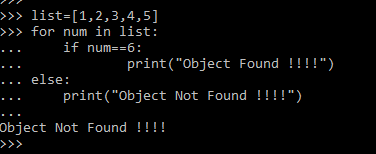 >>>
>>> list=[1,2,3,4,5]
>>> for num in list:
...     if num==6:
...             print("Object Found !!!!")
... else:
...     print("Object Not Found !!!!")
...
Object Not Found !!!!
>>>